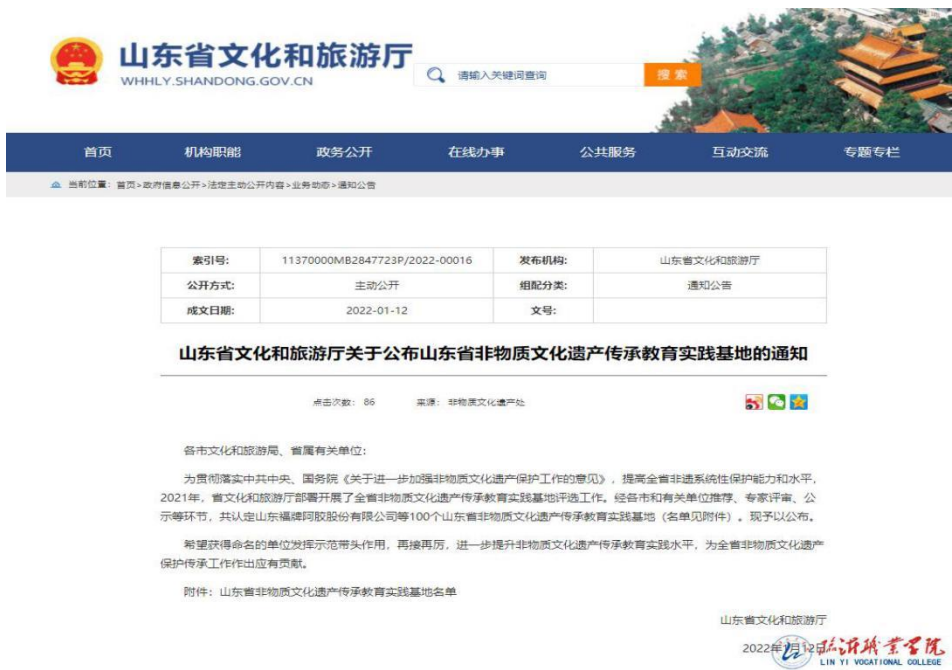 山东省文化和旅游厅
WHHLY.SHANDONG.GOV.CN
请输入关键词查询
搜索
首页 机构职能 政务公开 在线办事 公共服务 互动交流 专题专栏
当前位置：首页>政府信息公开>法定主动公开内容>业务动态>通知公告
索引号: 11370000MB2847723P/2022-00016 发布机构: 山东省文化和旅游厅
公开方式: 主动公开 组配分类: 通知公告
成文日期: 2022-01-12 文号:
山东省文化和旅游厅关于公布山东省非物质文化遗产传承教育实践基地的通知
点击次数： 86 来源： 非物质文化遗产处
各市文化和旅游局、省属有关单位：
为贯彻落实中共中央、国务院《关于进一步加强非物质文化遗产保护工作的意见》，提高全省非遗系统性保护能力和水平，
2021年，省文化和旅游厅部署开展了全省非物质文化遗产传承教育实践基地评选工作。经各市和有关单位推荐、专家评审、公
示等环节，共认定山东福牌阿胶股份有限公司等100个山东省非物质文化遗产传承教育实践基地（名单见附件）。现予以公布。
希望获得命名的单位发挥示范带头作用，再接再厉，进一步提升非物质文化遗产传承教育实践水平，为全省非物质文化遗产
保护传承工作作出应有贡献。
附件：山东省非物质文化遗产传承教育实践基地名单
山东省文化和旅游厅
2022年1月12日
临沂职业学院
LIN YI VOCATIONAL COLLEGE